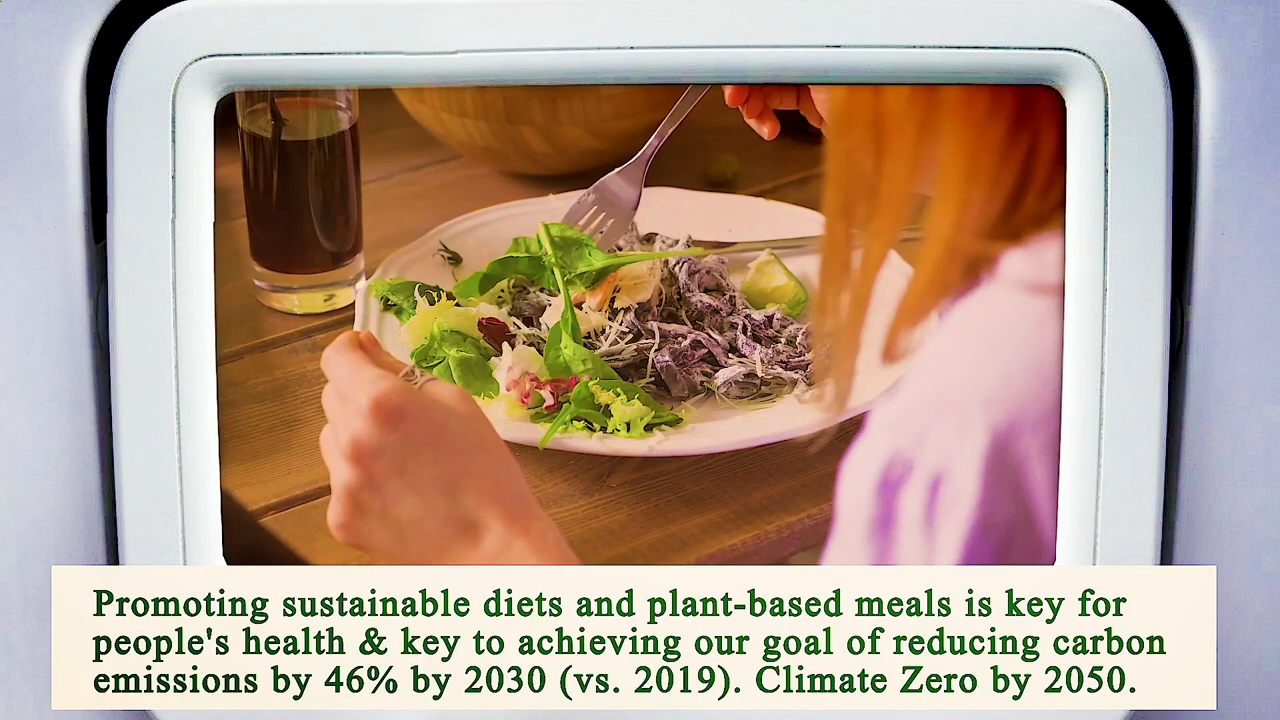 Promoting sustainable diets and plant-based meals is key for
people's health & key to achieving our goal of reducing carbon
emissions by 46% by 2030 (vs. 2019). Climate Zero by 2050.